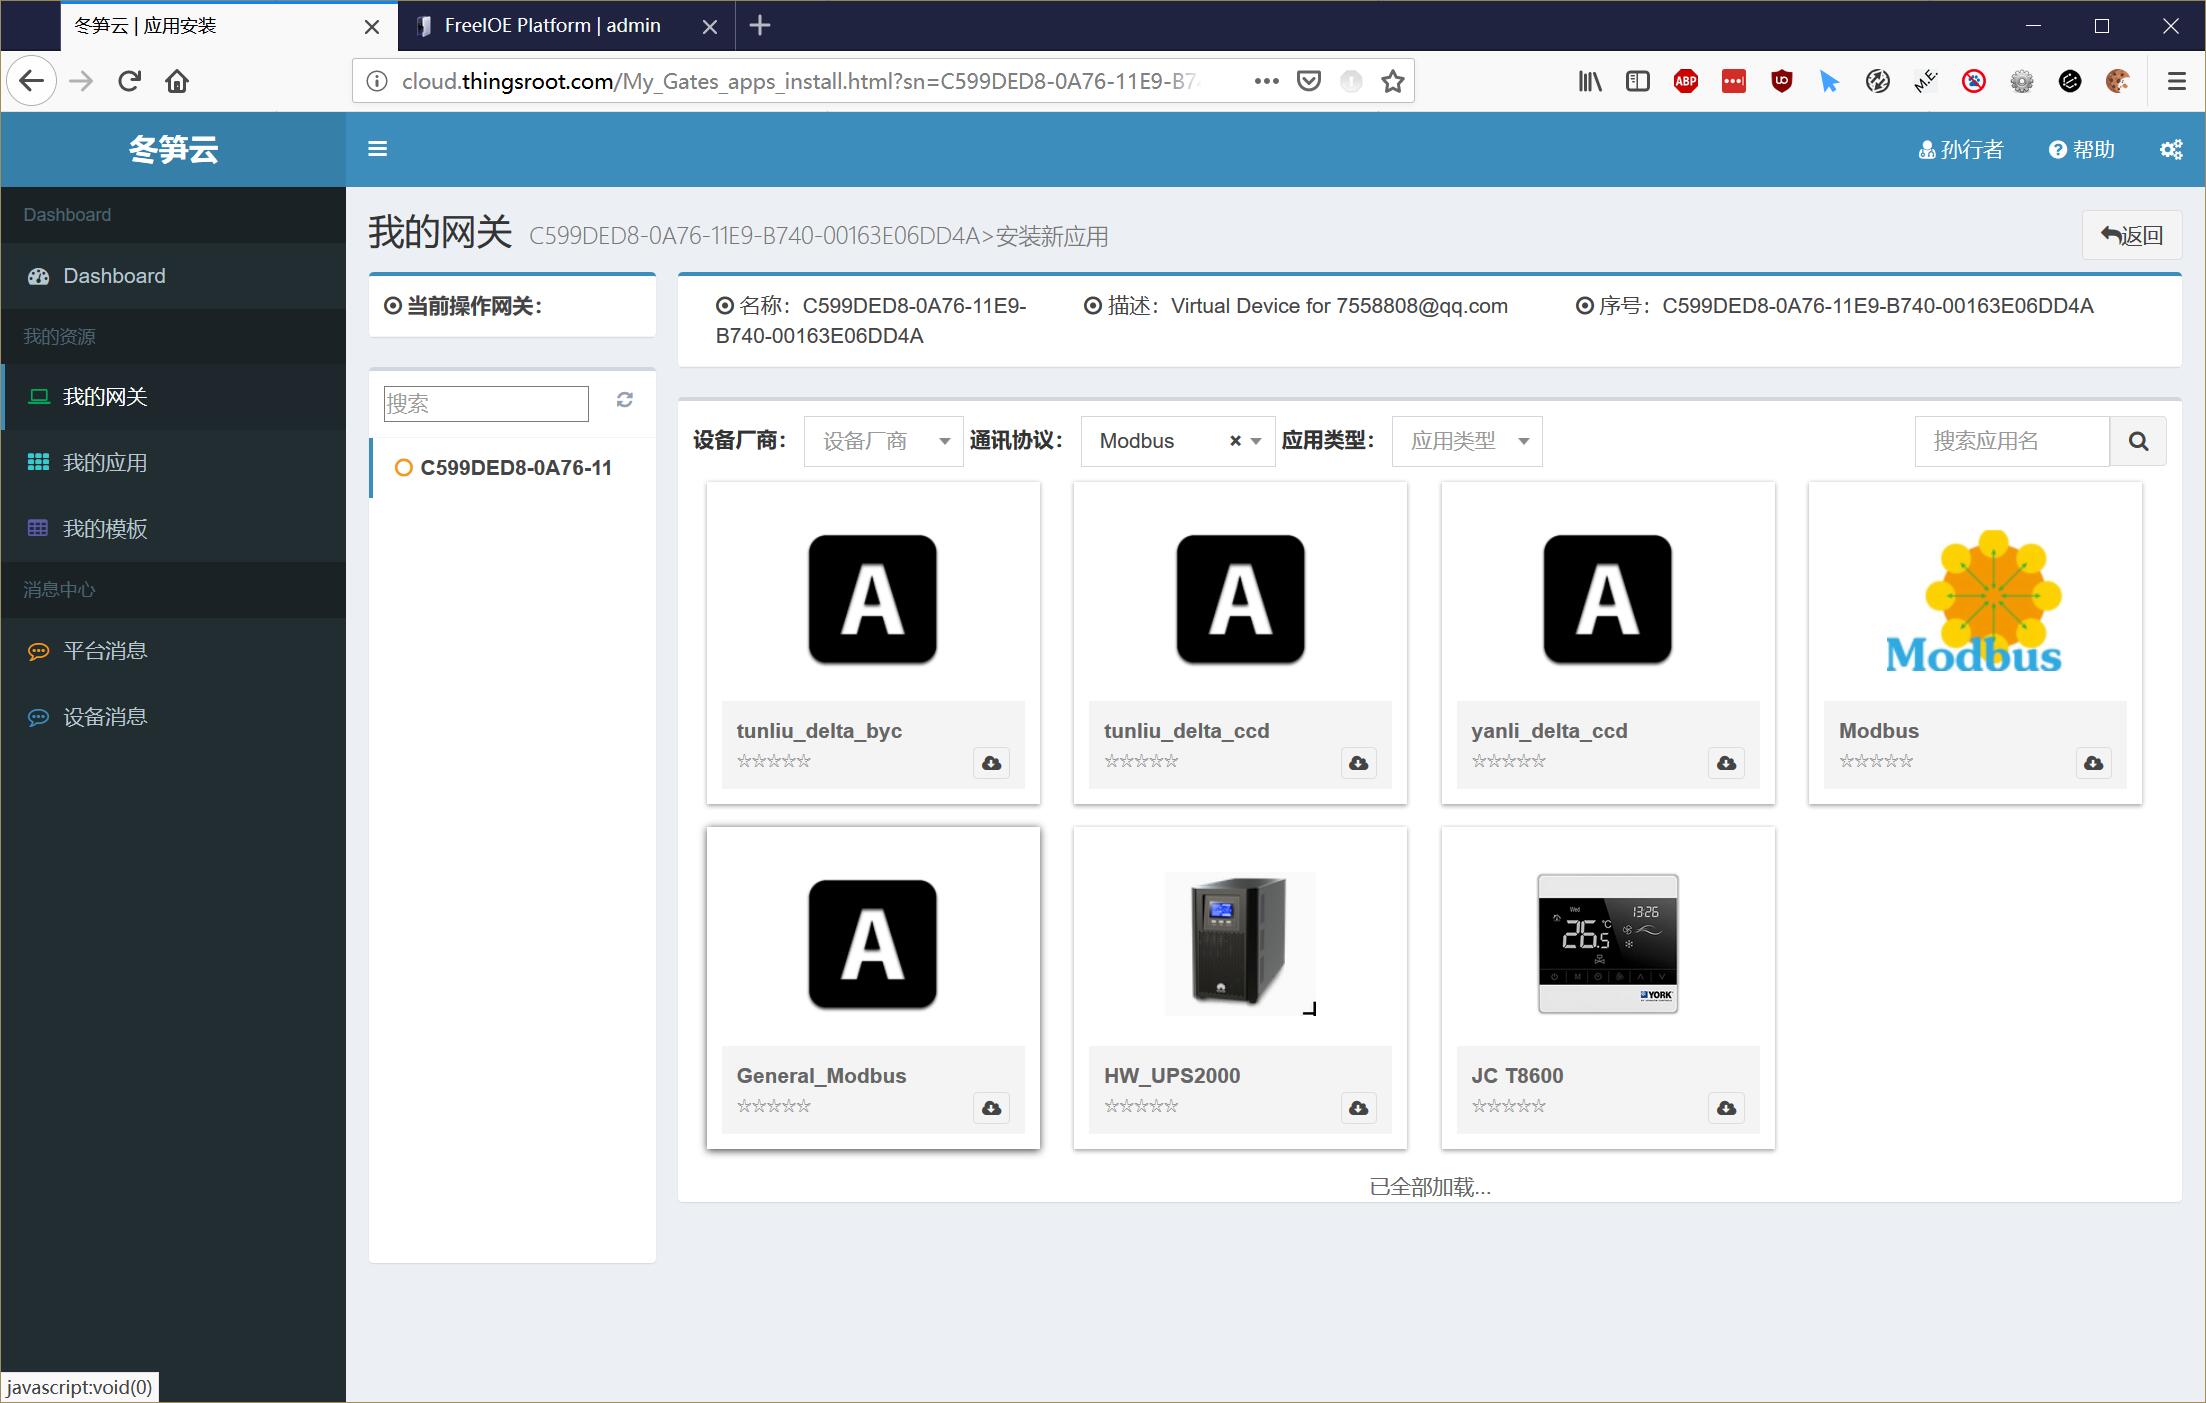 冬笋云 | 应用安装
FreeIOE Platform | admin
cloud.thingsroot.com/My_Gates_apps_install.html?sn=C599DED8-0A76-11E9-B7
ABP
M.E.
冬笋云
孙行者
帮助
Dashboard
Dashboard
我的资源
我的网关
我的应用
我的模板
消息中心
平台消息
设备消息
我的网关 C599DED8-0A76-11E9-B740-00163E06DD4A>安装新应用
返回
当前操作网关：
名称：C599DED8-0A76-11E9-
B740-00163E06DD4A
描述：Virtual Device for 7558808@qq.com
序号：C599DED8-0A76-11E9-B740-00163E06DD4A
搜索
C599DED8-0A76-11
设备厂商： 设备厂商 通讯协议： Modbus × 应用类型： 应用类型
搜索应用名
A
A
A
Modbus
tunliu_delta_byc
tunliu_delta_ccd
yanli_delta_ccd
Modbus
A
Wed 13:26
26.5 °C
YORK
General_Modbus
HW_UPS2000
JC T8600
已全部加载...
javascript:void(0)